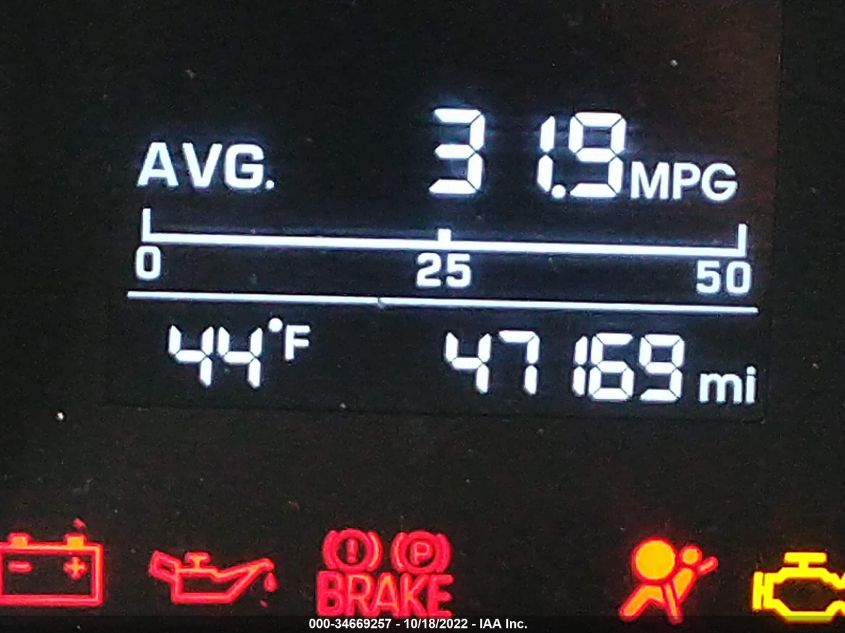 AVG. 31.9 MPG
0 25 50
44°F 47169 mi
(!) (P)
BRAKE
000-34669257 - 10/18/2022 - IAA Inc.